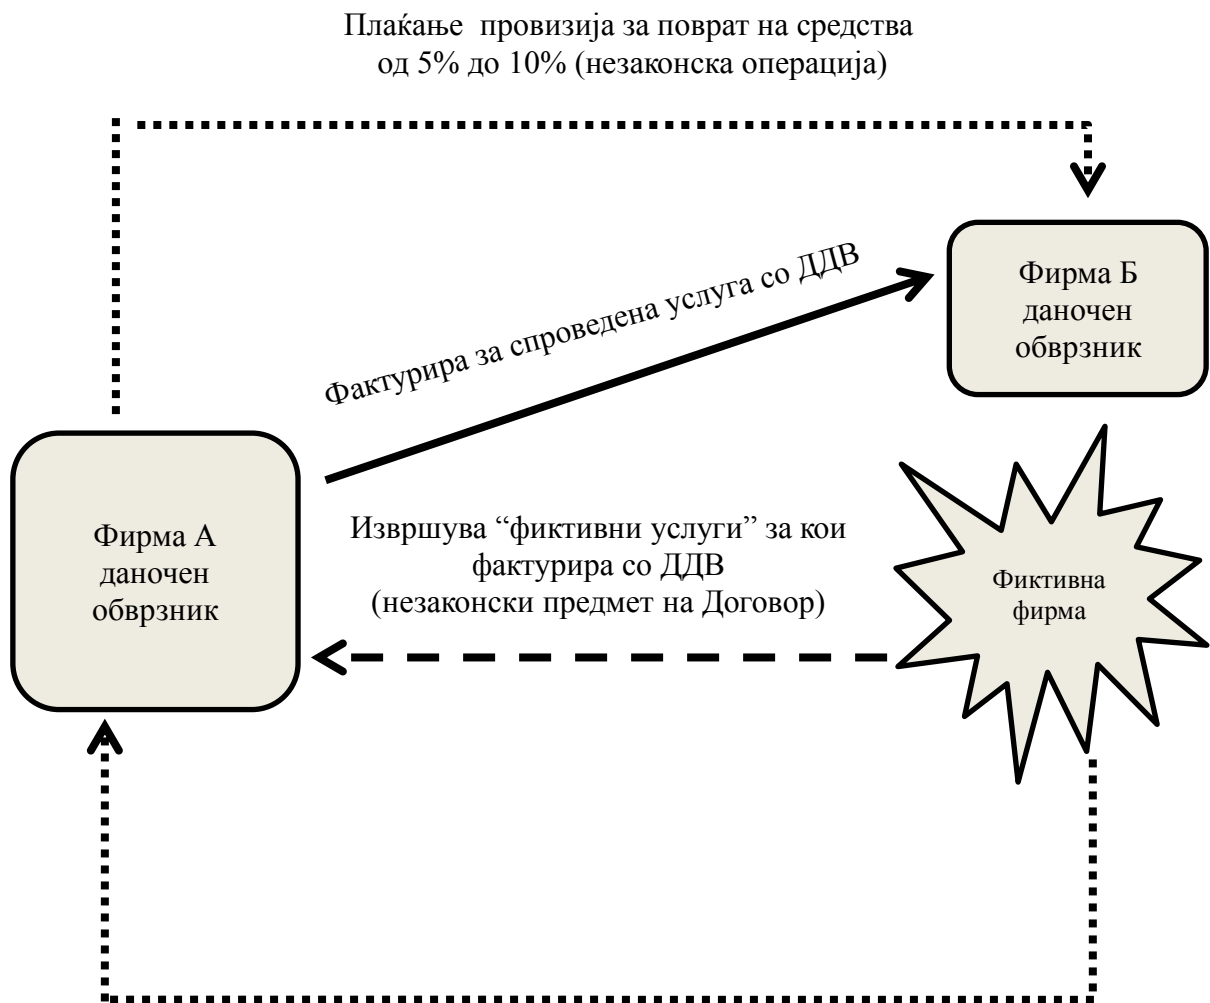 Плаќање  провизија за поврат на средства
од 5% до 10% (незаконска операција)
Фирма Б
даночен
обврзник
Фактурира за спроведена услуга со ДДВ
Фирма А
даночен
обврзник
Извршува “фиктивни услуги” за кои
фактурира со ДДВ
(незаконски предмет на Договор)
Фиктивна
фирма